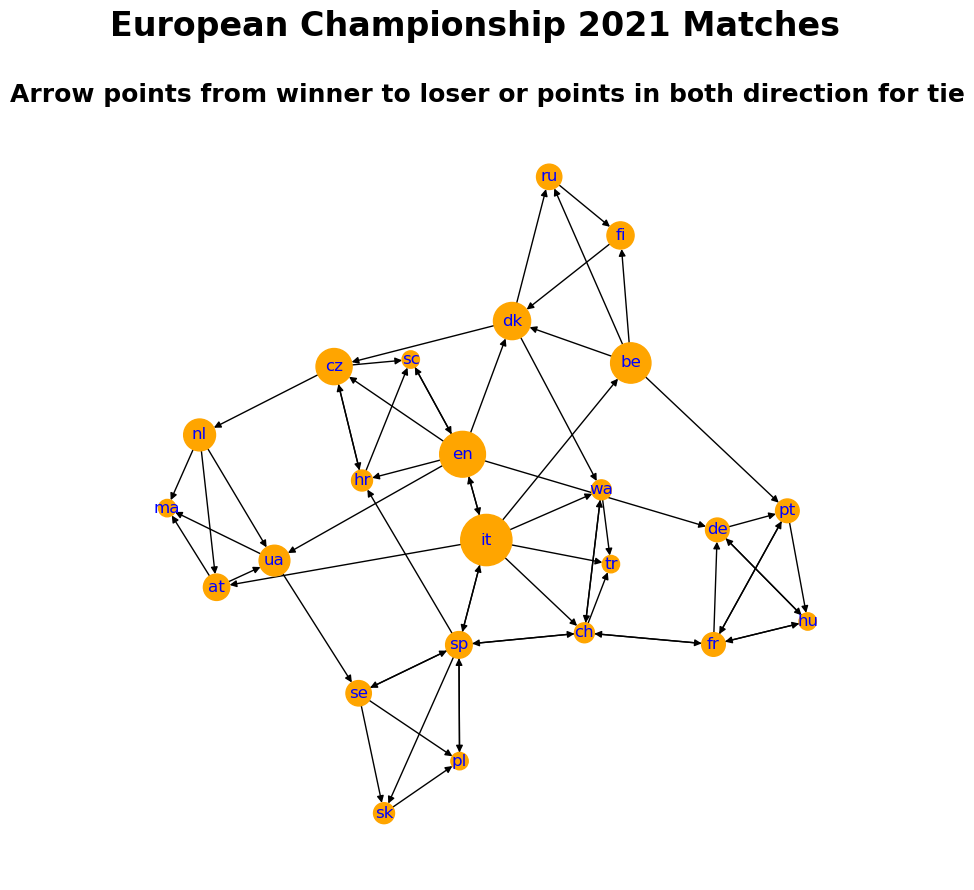 European Championship 2021 Matches
Arrow points from winner to loser or points in both direction for tie
ru
fi
dk
sc
cz
be
nl
en
hr
wa
ma
pt
de
it
ua
tr
at
hu
ch
sp
fr
se
pl
sk